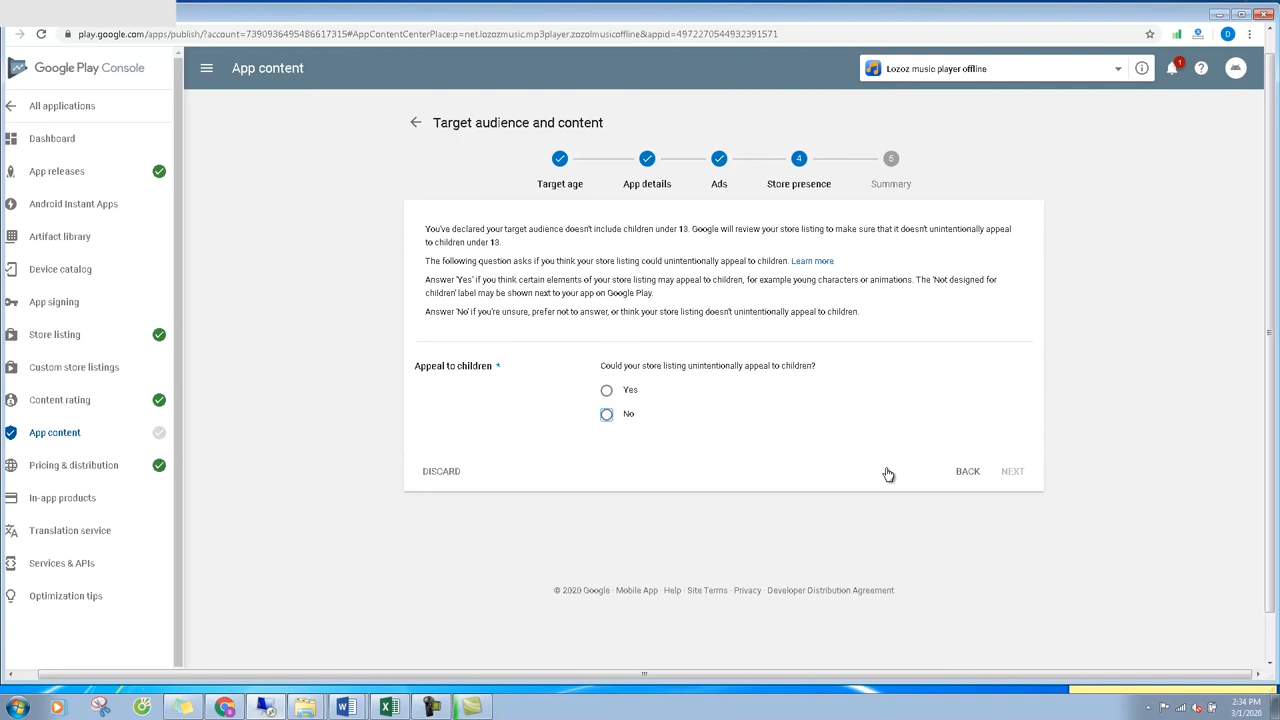 play.google.com/apps/publish/?account=7390936495486617315#AppContentCenterPlace:p=net.lozozmusic.mp3player.zozolmusicoffline&appid=4972270544932391571
D
Google Play Console
App content
Lozoz music player offline
1
All applications
Dashboard
App releases
Android Instant Apps
Artifact library
Device catalog
App signing
Store listing
Custom store listings
Content rating
App content
Pricing & distribution
In-app products
Translation service
Services & APIs
Optimization tips
Target audience and content
4
5
Target age
App details
Ads
Store presence
Summary
You've declared your target audience doesn't include children under 13. Google will review your store listing to make sure that it doesn't unintentionally appeal
to children under 13.
The following question asks if you think your store listing could unintentionally appeal to children. Learn more
Answer 'Yes' if you think certain elements of your store listing may appeal to children, for example young characters or animations. The 'Not designed for
children' label may be shown next to your app on Google Play.
Answer 'No' if you're unsure, prefer not to answer, or think your store listing doesn't unintentionally appeal to children.
Appeal to children *
Could your store listing unintentionally appeal to children?
Yes
No
DISCARD
BACK
NEXT
© 2020 Google · Mobile App · Help · Site Terms · Privacy · Developer Distribution Agreement
2:34 PM
3/1/2020